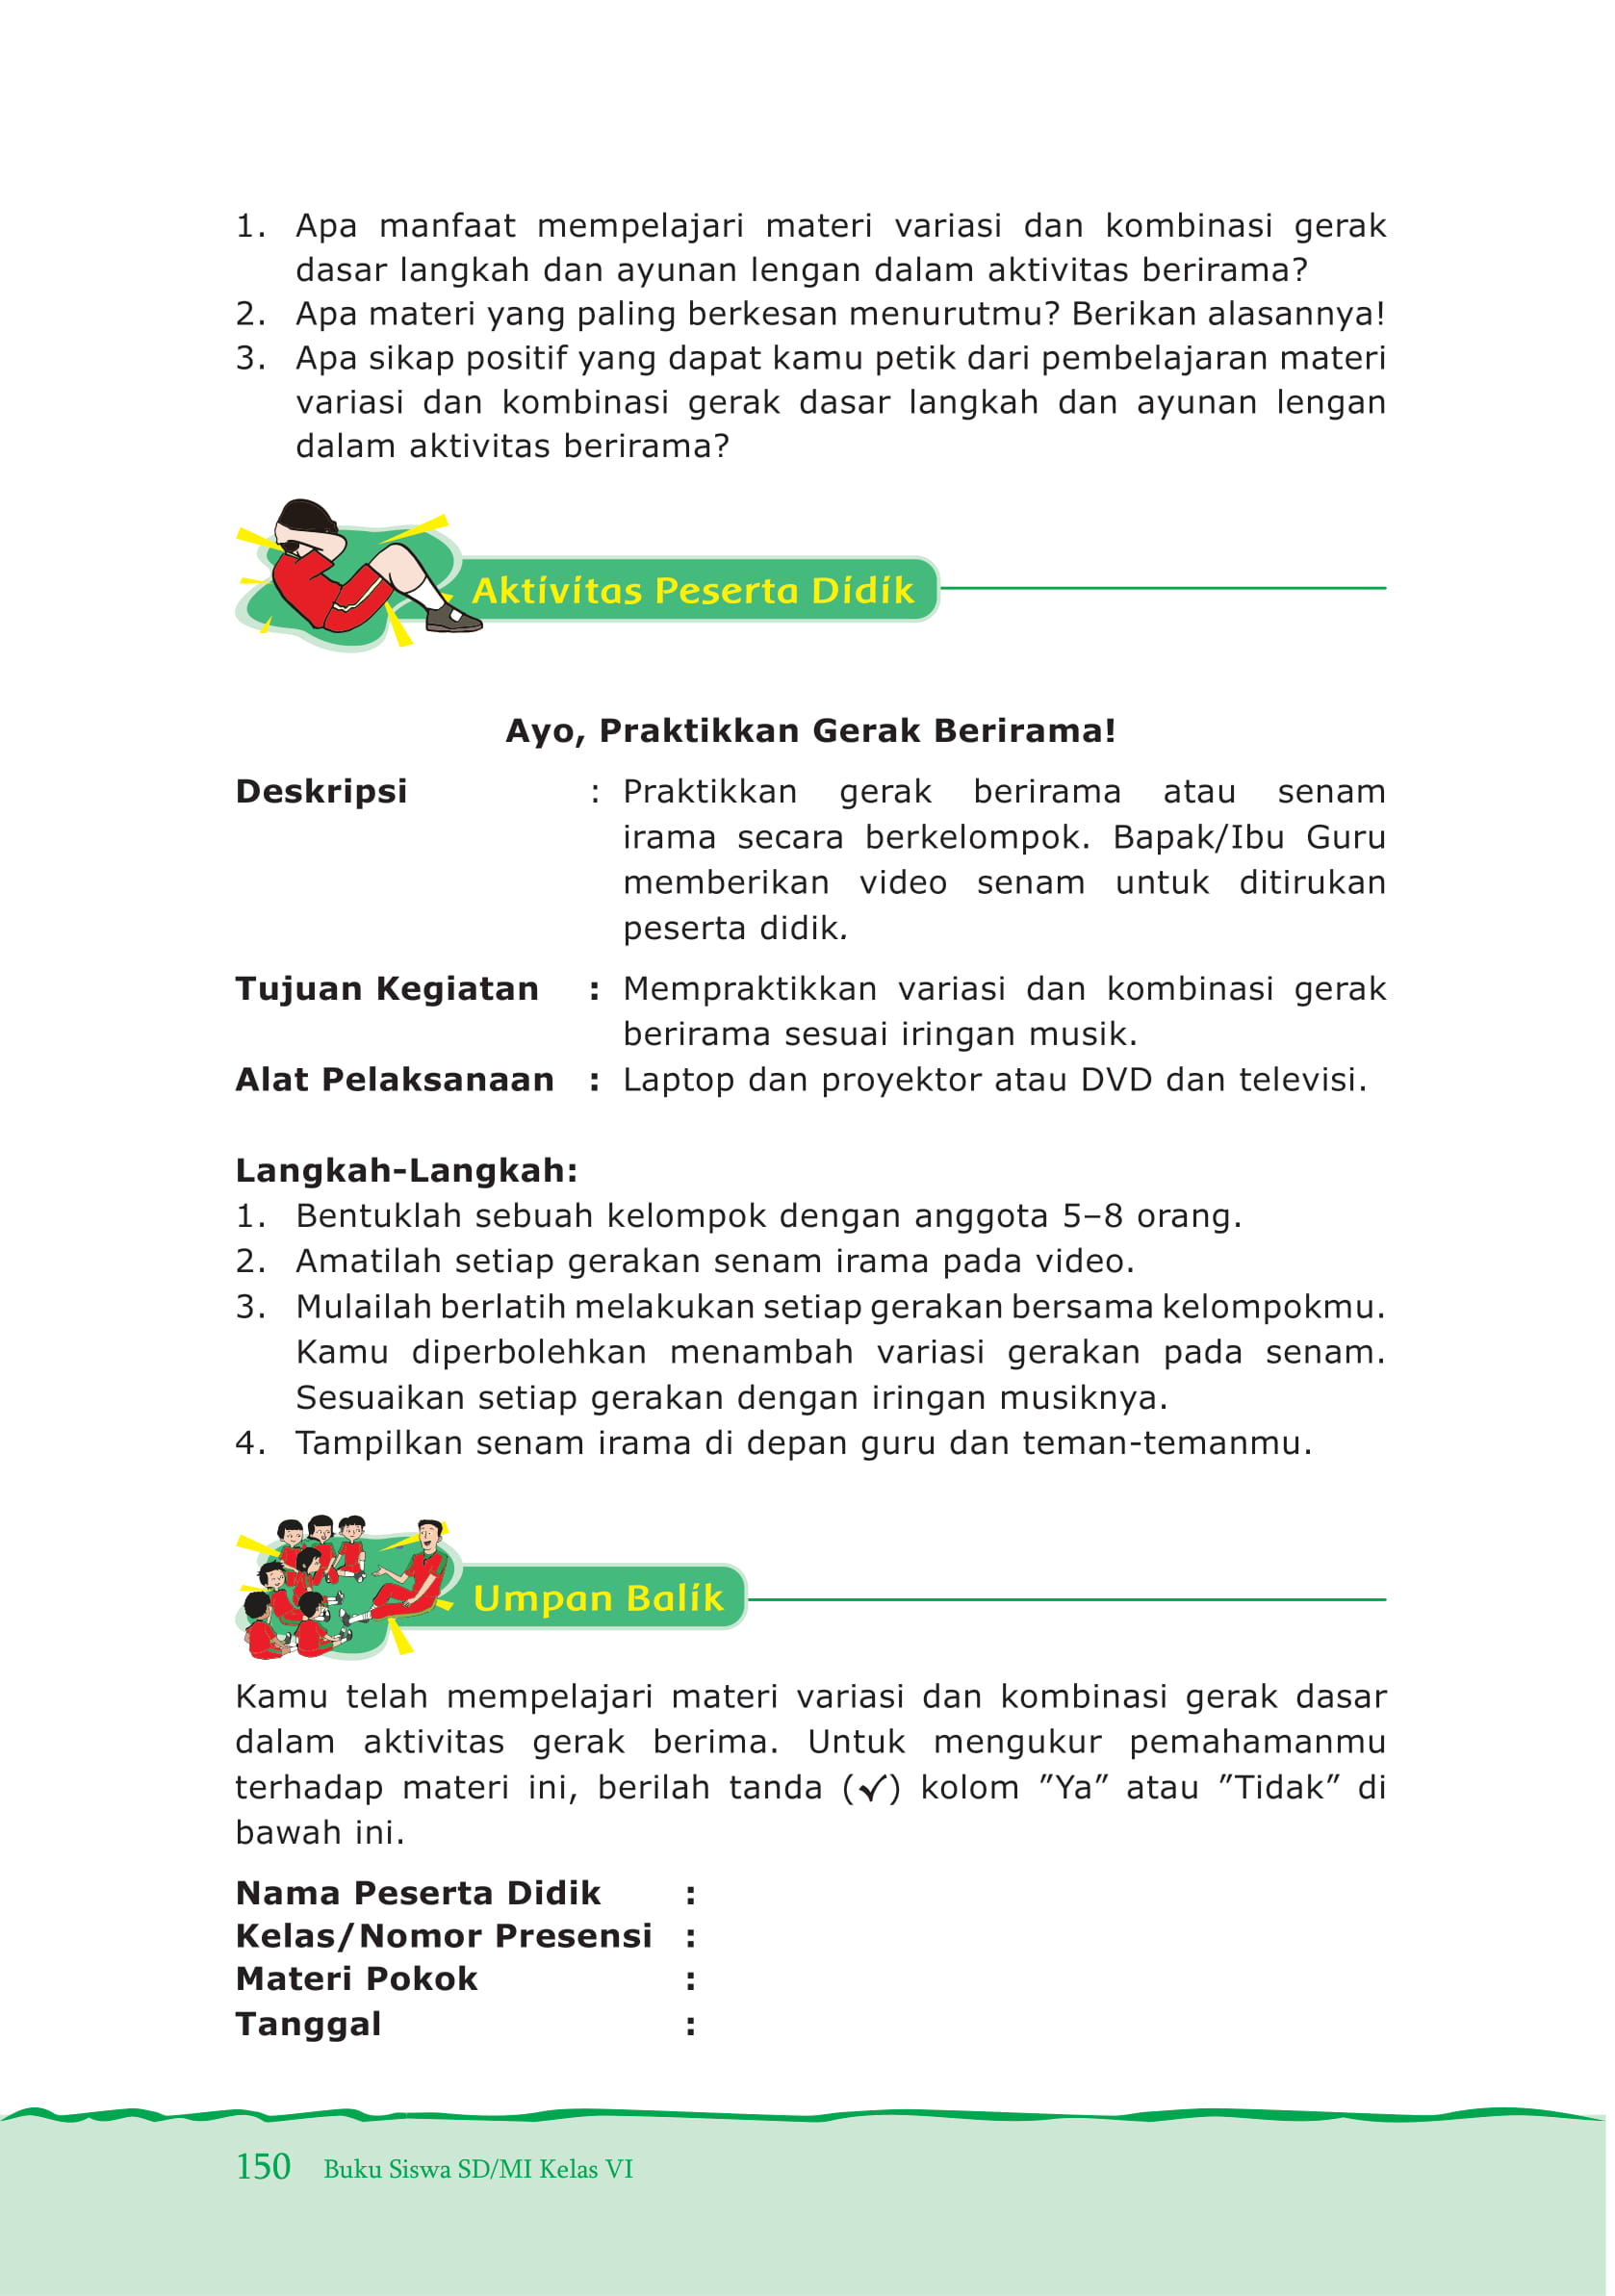 1. Apa manfaat mempelajari materi variasi dan kombinasi gerak
dasar langkah dan ayunan lengan dalam aktivitas berirama?
2. Apa materi yang paling berkesan menurutmu? Berikan alasannya!
3. Apa sikap positif yang dapat kamu petik dari pembelajaran materi
variasi dan kombinasi gerak dasar langkah dan ayunan lengan
dalam aktivitas berirama?
Aktivitas Peserta Didik
Ayo, Praktikkan Gerak Berirama!
Deskripsi : Praktikkan gerak berirama atau senam
irama secara berkelompok. Bapak/Ibu Guru
memberikan video senam untuk ditirukan
peserta didik.
Tujuan Kegiatan : Mempraktikkan variasi dan kombinasi gerak
berirama sesuai iringan musik.
Alat Pelaksanaan : Laptop dan proyektor atau DVD dan televisi.
Langkah-Langkah:
1. Bentuklah sebuah kelompok dengan anggota 5–8 orang.
2. Amatilah setiap gerakan senam irama pada video.
3. Mulailah berlatih melakukan setiap gerakan bersama kelompokmu.
Kamu diperbolehkan menambah variasi gerakan pada senam.
Sesuaikan setiap gerakan dengan iringan musiknya.
4. Tampilkan senam irama di depan guru dan teman-temanmu.
Umpan Balik
Kamu telah mempelajari materi variasi dan kombinasi gerak dasar
dalam aktivitas gerak berima. Untuk mengukur pemahamanmu
terhadap materi ini, berilah tanda (✓) kolom ″Ya″ atau ″Tidak″ di
bawah ini.
Nama Peserta Didik :
Kelas/Nomor Presensi :
Materi Pokok :
Tanggal :
150 Buku Siswa SD/MI Kelas VI